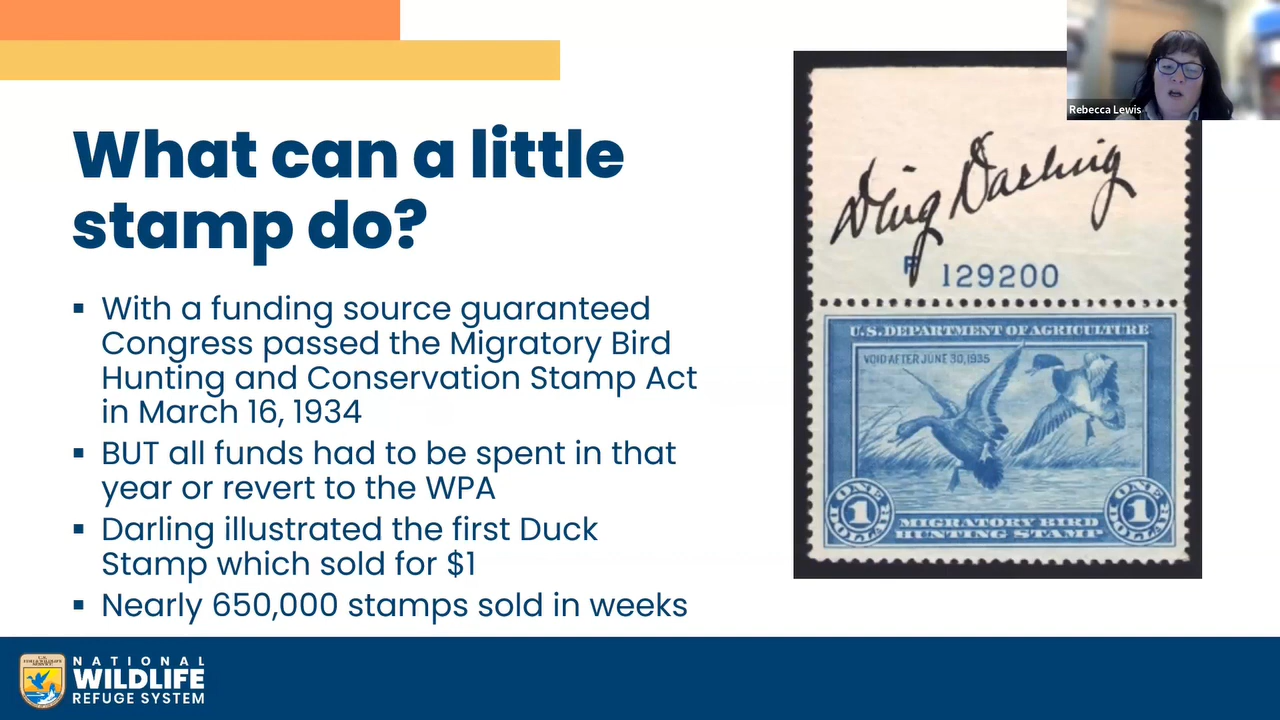 Rebecca Lewis
What can a little
stamp do?
▪ With a funding source guaranteed
Congress passed the Migratory Bird
Hunting and Conservation Stamp Act
in March 16, 1934
▪ BUT all funds had to be spent in that
year or revert to the WPA
▪ Darling illustrated the first Duck
Stamp which sold for $1
▪ Nearly 650,000 stamps sold in weeks
Ding Darling
F 129200
U.S. DEPARTMENT OF AGRICULTURE
VOID AFTER JUNE 30, 1935
ONE 1 DOLLAR
MIGRATORY BIRD
HUNTING STAMP
ONE 1
U.S.
FISH & WILDLIFE
SERVICE
NATIONAL
WILDLIFE
REFUGE SYSTEM